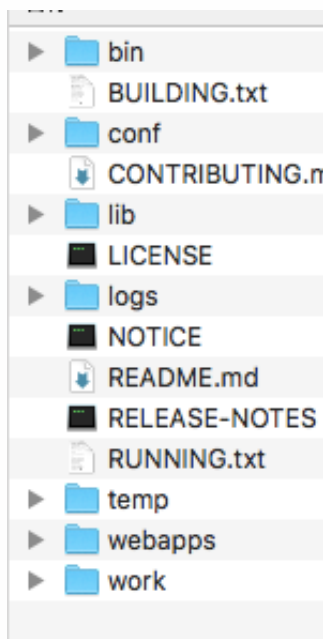 bin
BUILDING.txt
conf
CONTRIBUTING.m
lib
LICENSE
logs
NOTICE
README.md
RELEASE-NOTES
RUNNING.txt
temp
webapps
work